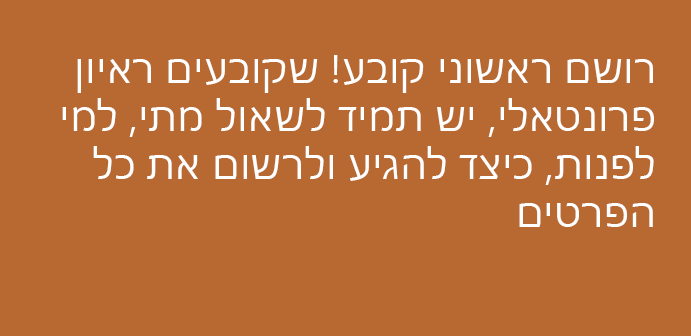 רושם ראשוני קובע! שקובעים ראיון
פרונטאלי, יש תמיד לשאול מתי, למי
לפנות, כיצד להגיע ולרשום את כל
הפרטים